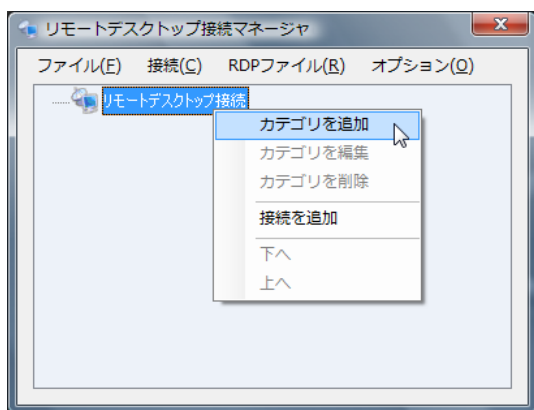 リモートデスクトップ接続マネージャ
ファイル(F) 接続(C) RDPファイル(R) オプション(O)
リモートデスクトップ接続
カテゴリを追加
カテゴリを編集
カテゴリを削除
接続を追加
下へ
上へ